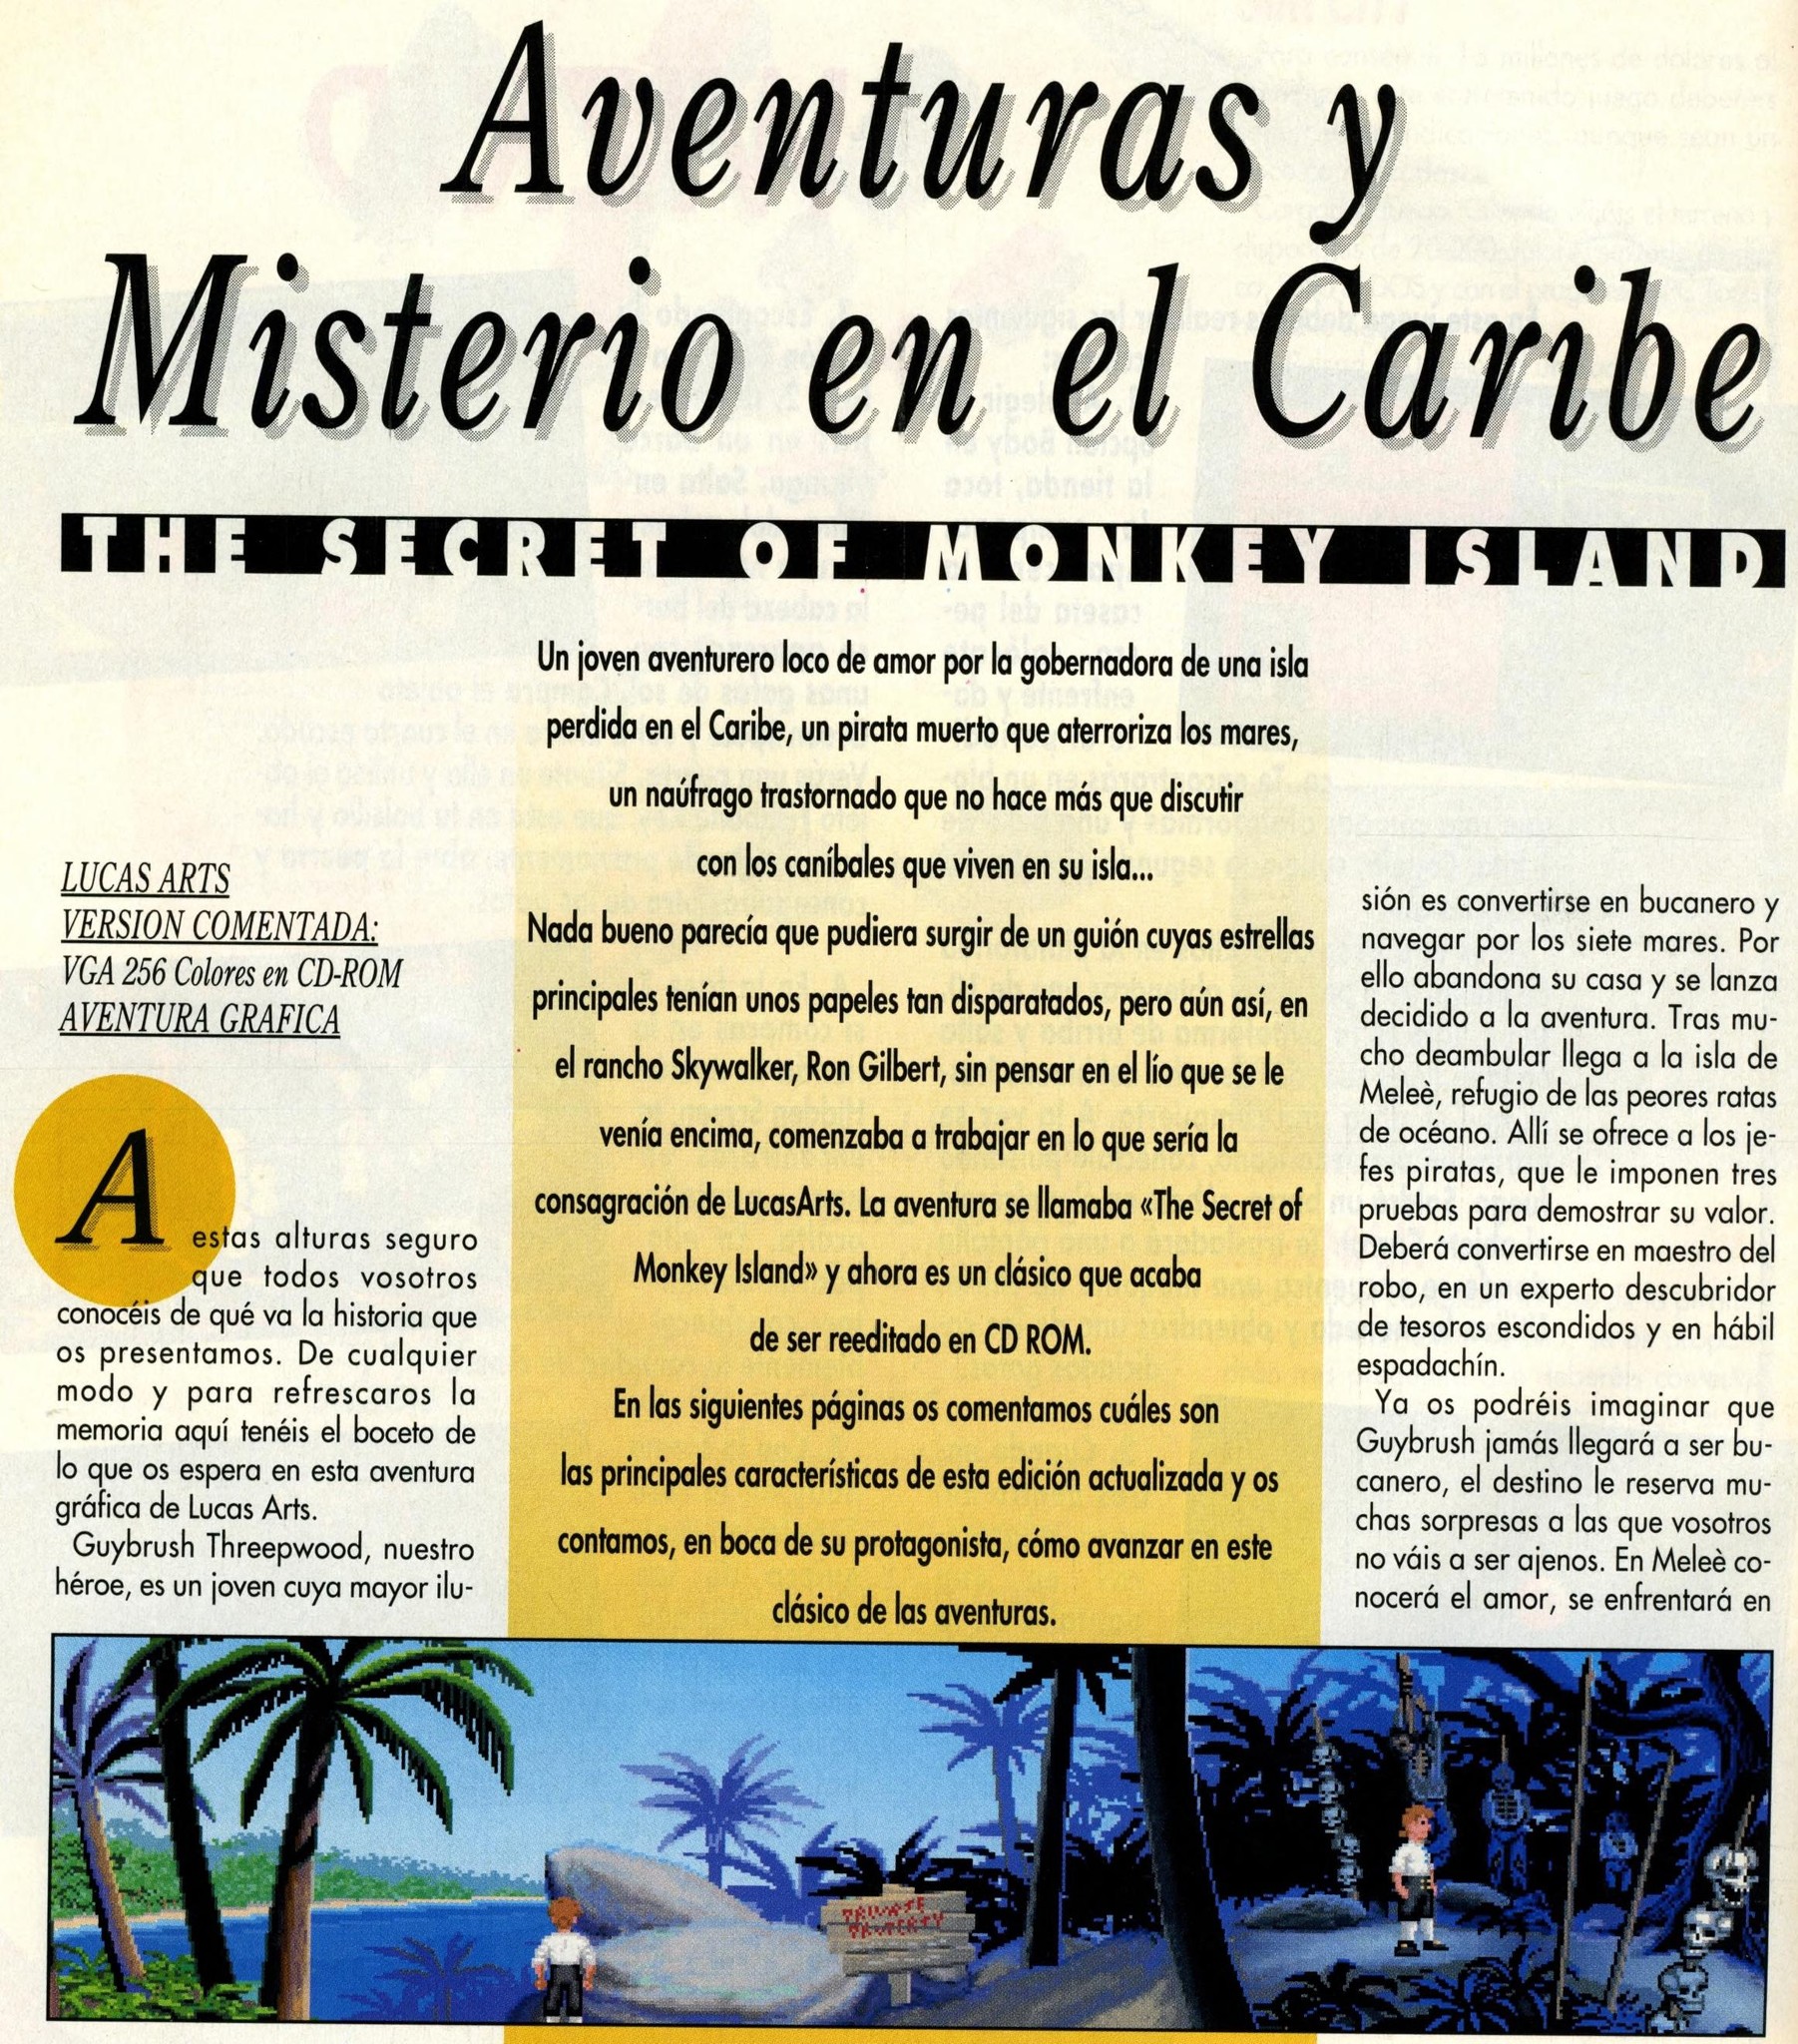 Aventuras y
Misterio en el Caribe
THE SECRET OF MONKEY ISLAND
Un joven aventurero loco de amor por la gobernadora de una isla
perdida en el Caribe, un pirata muerto que aterroriza los mares,
un naúfrago trastornado que no hace más que discutir
con los caníbales que viven en su isla...
Nada bueno parecía que pudiera surgir de un guión cuyas estrellas
principales tenían unos papeles tan disparatados, pero aún así, en
el rancho Skywalker, Ron Gilbert, sin pensar en el lío que se le
venía encima, comenzaba a trabajar en lo que sería la
consagración de LucasArts. La aventura se llamaba «The Secret of
Monkey Island» y ahora es un clásico que acaba
de ser reeditado en CD ROM.
En las siguientes páginas os comentamos cuáles son
las principales características de esta edición actualizada y os
contamos, en boca de su protagonista, cómo avanzar en este
clásico de las aventuras.
LUCAS ARTS
VERSION COMENTADA:
VGA 256 Colores en CD-ROM
AVENTURA GRAFICA
A estas alturas seguro
que todos vosotros
conocéis de qué va la historia que
os presentamos. De cualquier
modo y para refrescaros la
memoria aquí tenéis el boceto de
lo que os espera en esta aventura
gráfica de Lucas Arts.
Guybrush Threepwood, nuestro
héroe, es un joven cuya mayor ilu-
sión es convertirse en bucanero y
navegar por los siete mares. Por
ello abandona su casa y se lanza
decidido a la aventura. Tras mu-
cho deambular llega a la isla de
Meleè, refugio de las peores ratas
de océano. Allí se ofrece a los je-
fes piratas, que le imponen tres
pruebas para demostrar su valor.
Deberá convertirse en maestro del
robo, en un experto descubridor
de tesoros escondidos y en hábil
espadachín.
Ya os podréis imaginar que
Guybrush jamás llegará a ser bu-
canero, el destino le reserva mu-
chas sorpresas a las que vosotros
no váis a ser ajenos. En Meleè co-
nocerá el amor, se enfrentará en
PRIVATE
PROPERTY